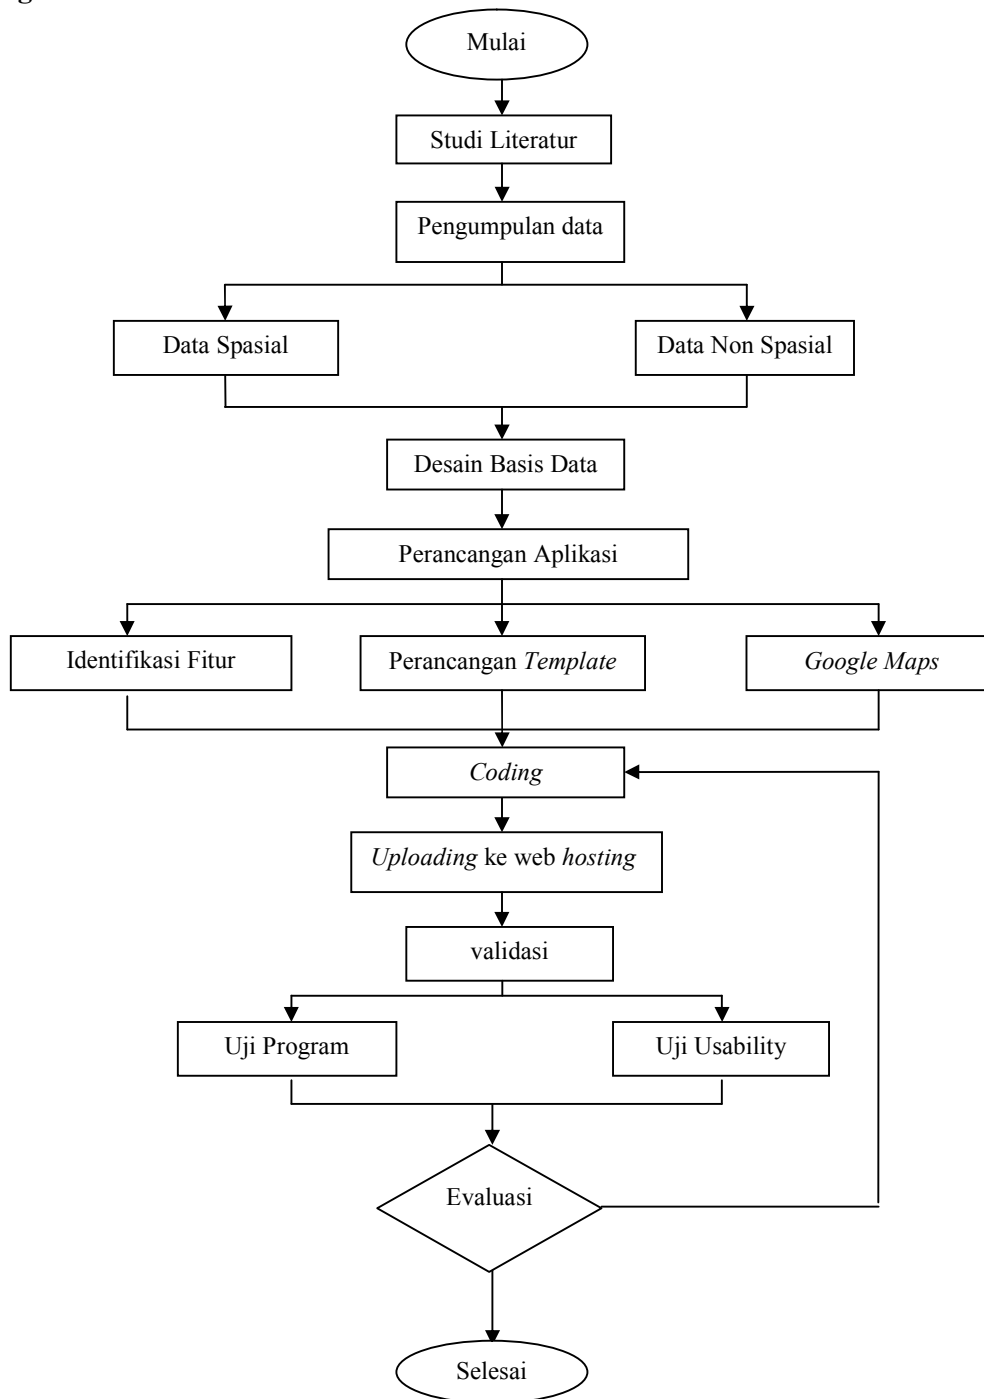 Mulai
Studi Literatur
Pengumpulan data
Data Spasial
Data Non Spasial
Desain Basis Data
Perancangan Aplikasi
Identifikasi Fitur
Perancangan Template
Google Maps
Coding
Uploading ke web hosting
validasi
Uji Program
Uji Usability
Evaluasi
Selesai